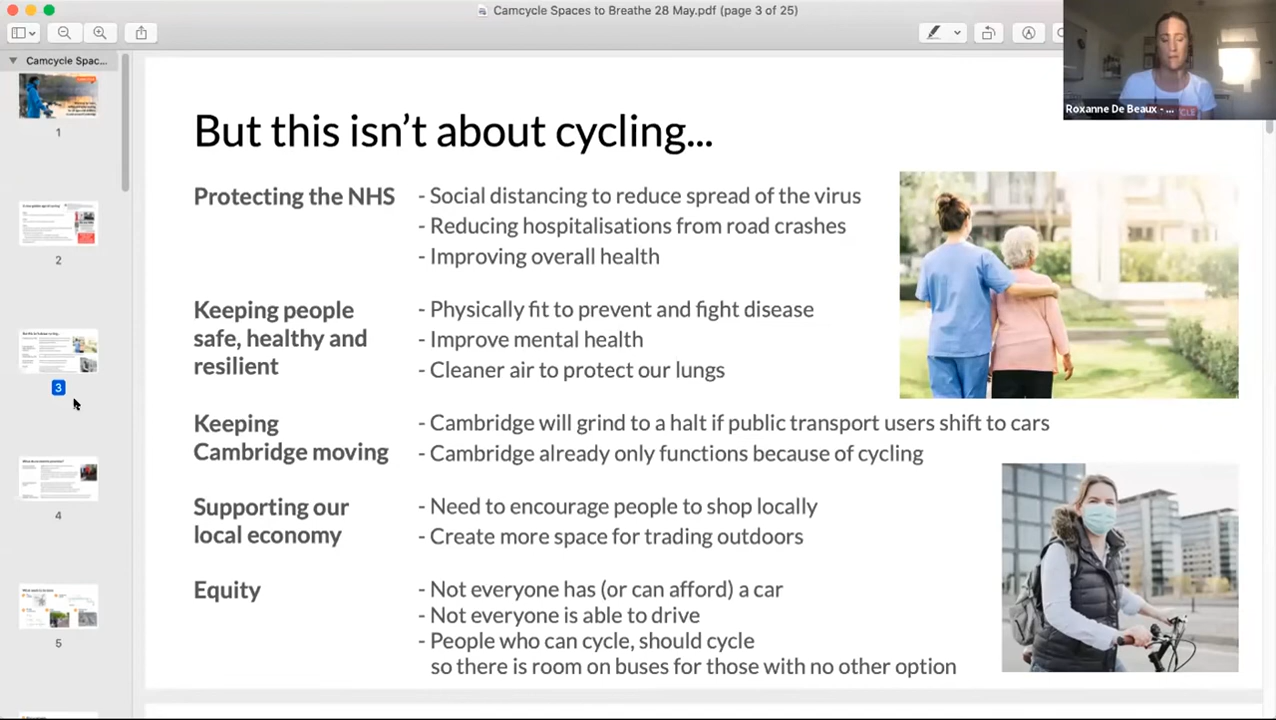 Camcycle Spaces to Breathe 28 May.pdf (page 3 of 25)
Camcycle Spac...
1
2
3
4
5
Roxanne De Beaux - ...
But this isn’t about cycling...
Protecting the NHS
- Social distancing to reduce spread of the virus
- Reducing hospitalisations from road crashes
- Improving overall health
Keeping people
safe, healthy and
resilient
- Physically fit to prevent and fight disease
- Improve mental health
- Cleaner air to protect our lungs
Keeping
Cambridge moving
- Cambridge will grind to a halt if public transport users shift to cars
- Cambridge already only functions because of cycling
Supporting our
local economy
- Need to encourage people to shop locally
- Create more space for trading outdoors
Equity
- Not everyone has (or can afford) a car
- Not everyone is able to drive
- People who can cycle, should cycle
so there is room on buses for those with no other option